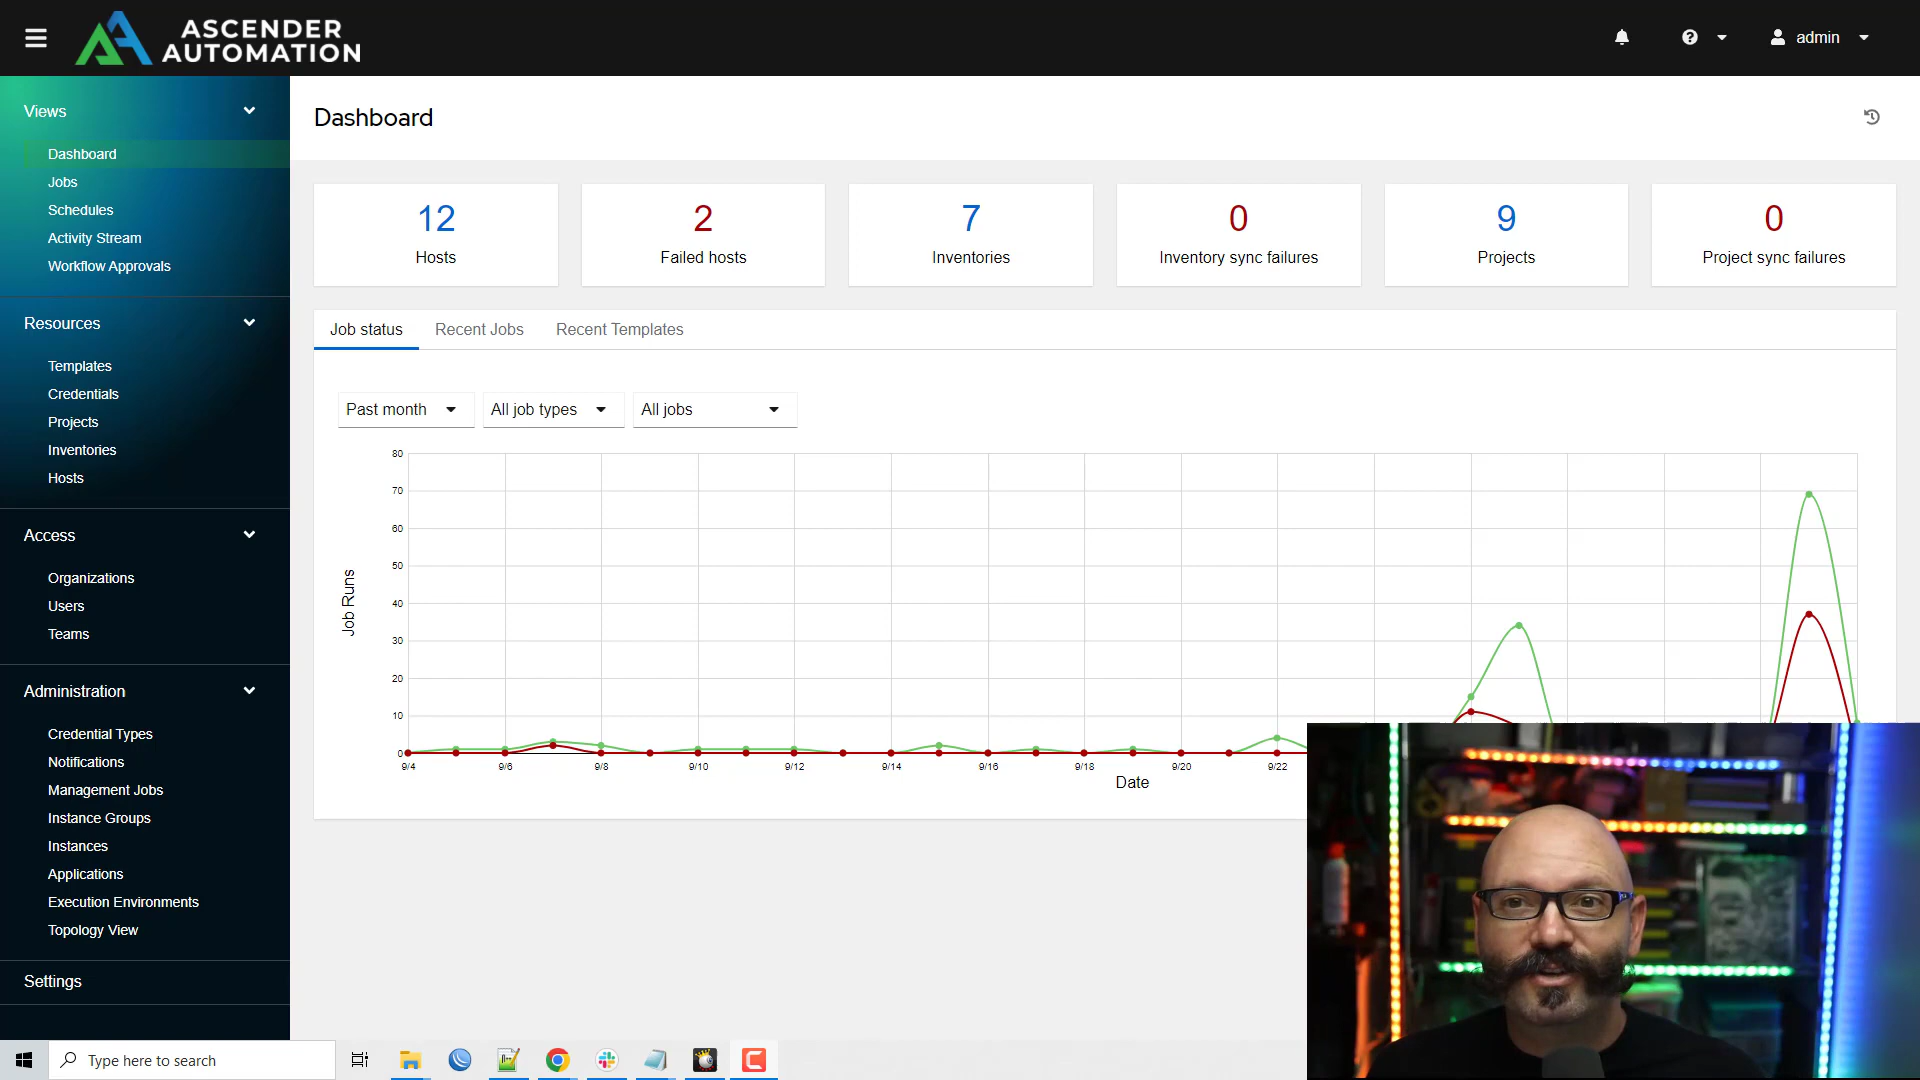 ASCENDER
AUTOMATION
admin
Views
Dashboard
Jobs
Schedules
Activity Stream
Workflow Approvals
Resources
Templates
Credentials
Projects
Inventories
Hosts
Access
Organizations
Users
Teams
Administration
Credential Types
Notifications
Management Jobs
Instance Groups
Instances
Applications
Execution Environments
Topology View
Settings
Dashboard
12
Hosts
2
Failed hosts
7
Inventories
0
Inventory sync failures
9
Projects
0
Project sync failures
Job status Recent Jobs Recent Templates
Past month All job types All jobs
80
70
60
50
40
30
20
10
0
Job Runs
9/4 9/6 9/8 9/10 9/12 9/14 9/16 9/18 9/20 9/22
Date
Type here to search